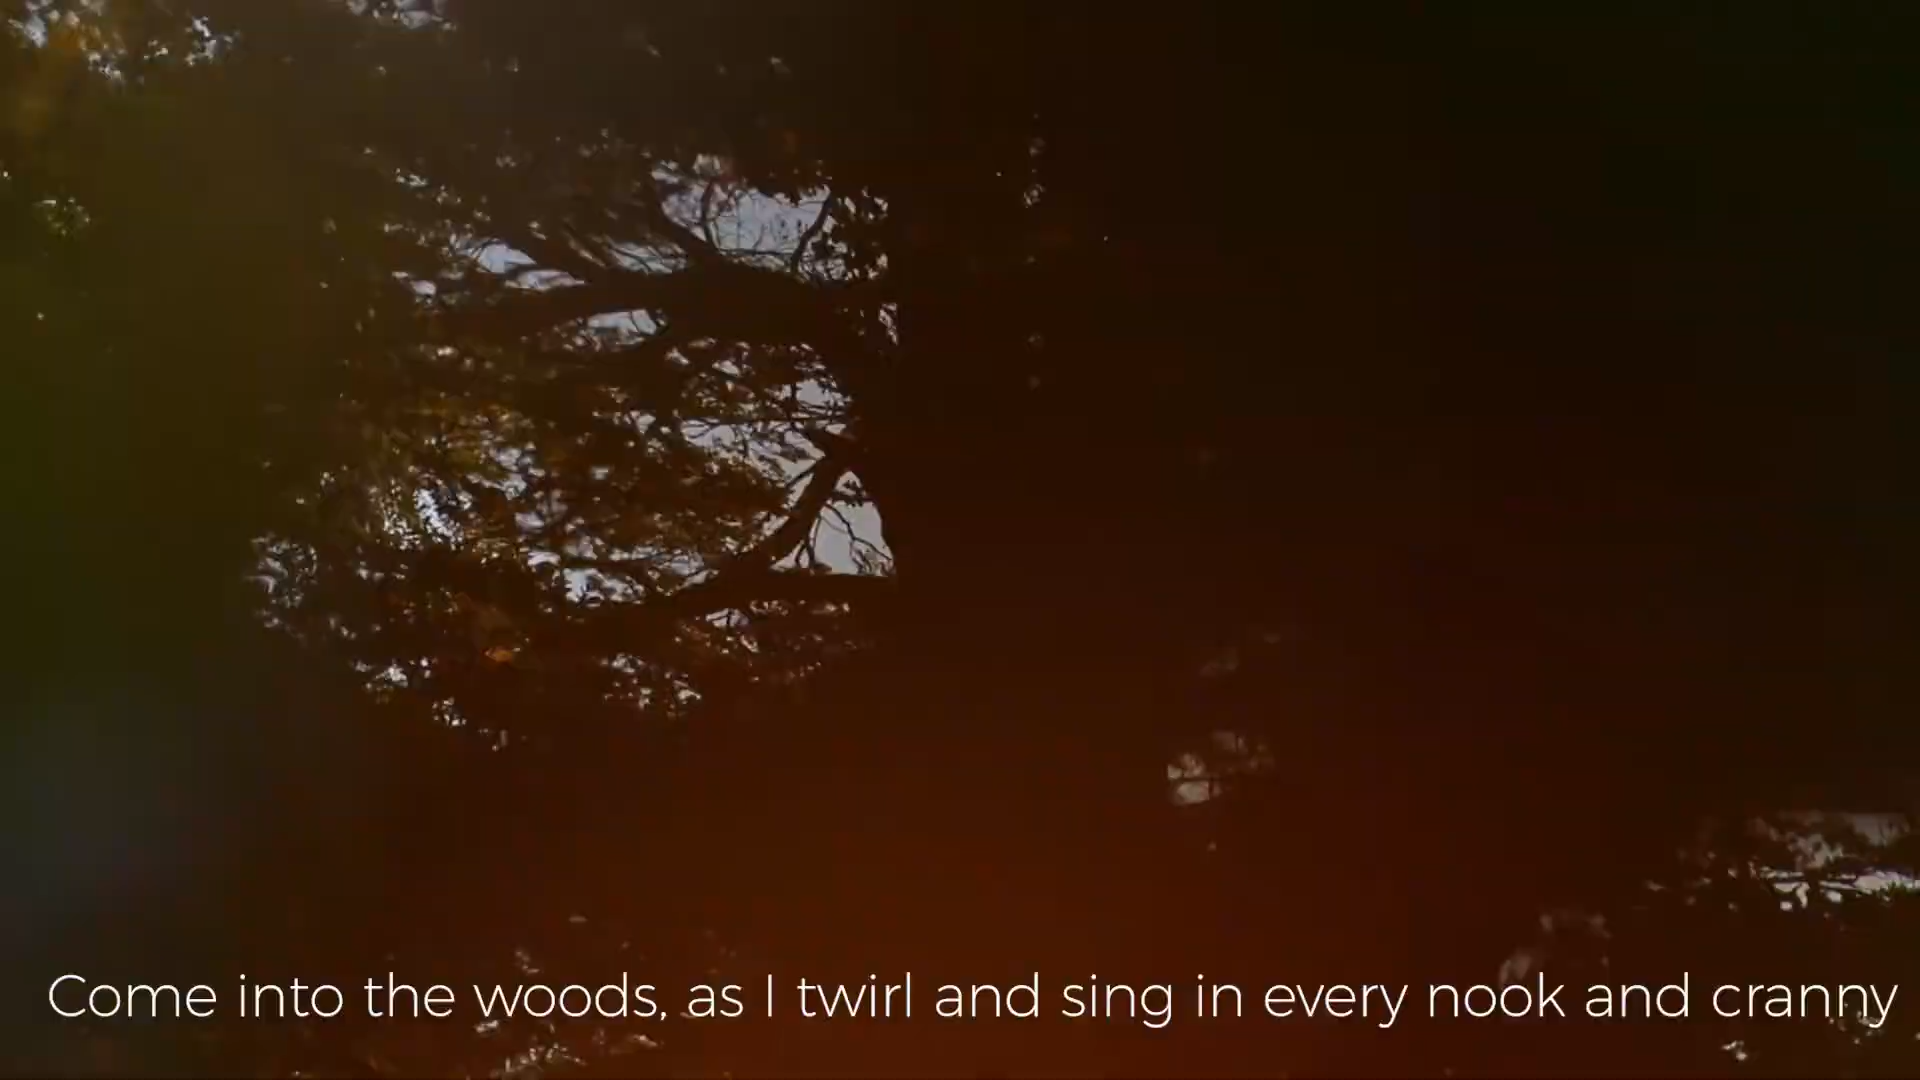 Come into the woods, as I twirl and sing in every nook and cranny